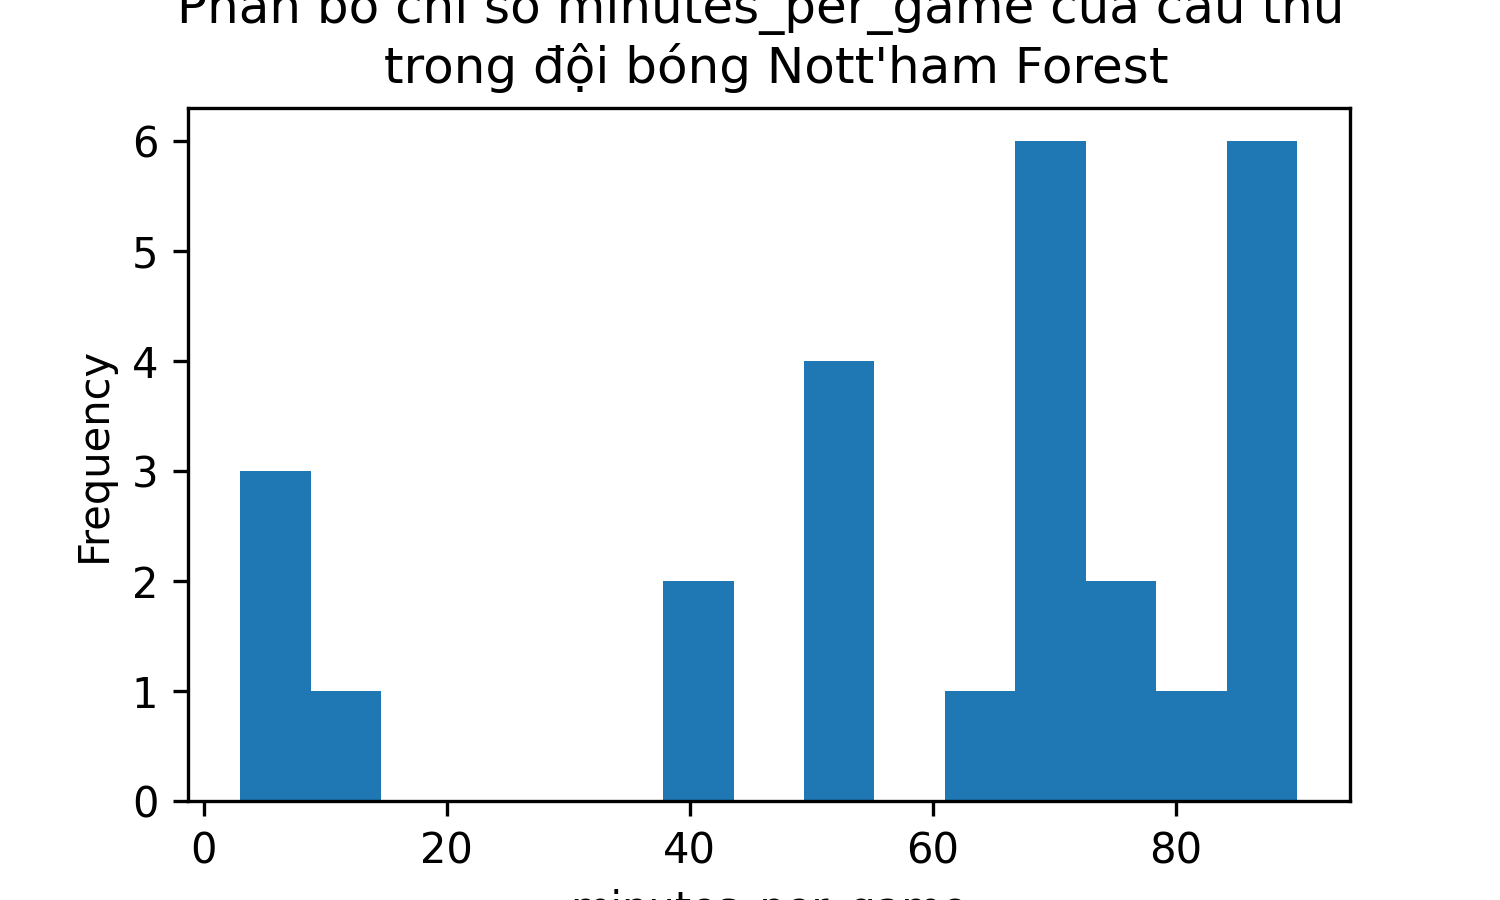 Phân bố chỉ số minutes_per_game của cầu thủ
trong đội bóng Nott'ham Forest
6
5
4
3
2
1
0
Frequency
0 20 40 60 80
minutes_per_game